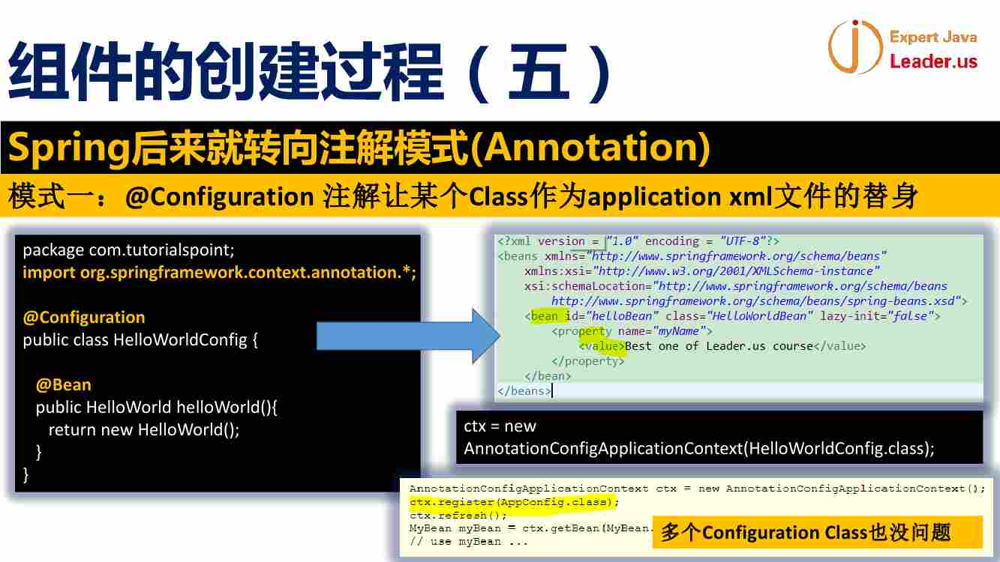 组件的创建过程（五）
Expert Java
Leader.us
Spring后来就转向注解模式(Annotation)
模式一：@Configuration 注解让某个Class作为application xml文件的替身
package com.tutorialspoint;
import org.springframework.context.annotation.*;
@Configuration
public class HelloWorldConfig {
@Bean
public HelloWorld helloWorld(){
return new HelloWorld();
}
}
<?xml version = "1.0" encoding = "UTF-8"?>
<beans xmlns="http://www.springframework.org/schema/beans"
xmlns:xsi="http://www.w3.org/2001/XMLSchema-instance"
xsi:schemaLocation="http://www.springframework.org/schema/beans
http://www.springframework.org/schema/beans/spring-beans.xsd">
<bean id="helloBean" class="HelloWorldBean" lazy-init="false">
<property name="myName">
<value>Best one of Leader.us course</value>
</property>
</bean>
</beans>
ctx = new
AnnotationConfigApplicationContext(HelloWorldConfig.class);
AnnotationConfigApplicationContext ctx = new AnnotationConfigApplicationContext();
ctx.register(AppConfig.class);
ctx.refresh();
MyBean myBean = ctx.getBean(MyBean.
// use myBean ...
多个Configuration Class也没问题